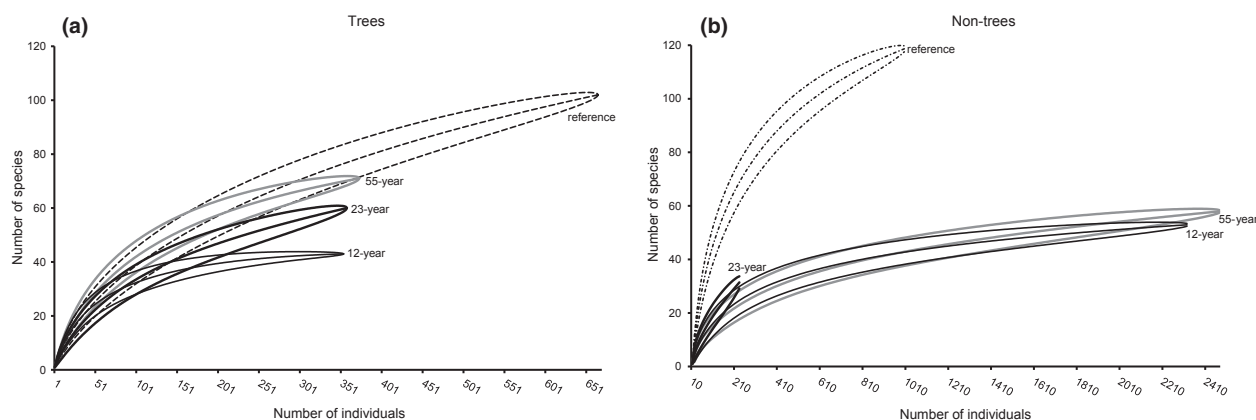 (a)
Trees
120
100
80
60
40
20
0
Number of species
reference
55-year
23-year
12-year
1 51 101 151 201 251 301 351 401 451 501 551 601 651
Number of individuals
(b)
Non-trees
120
100
80
60
40
20
0
Number of species
reference
55-year
12-year
23-year
10 210 410 610 810 1010 1210 1410 1610 1810 2010 2210 2410
Number of individuals